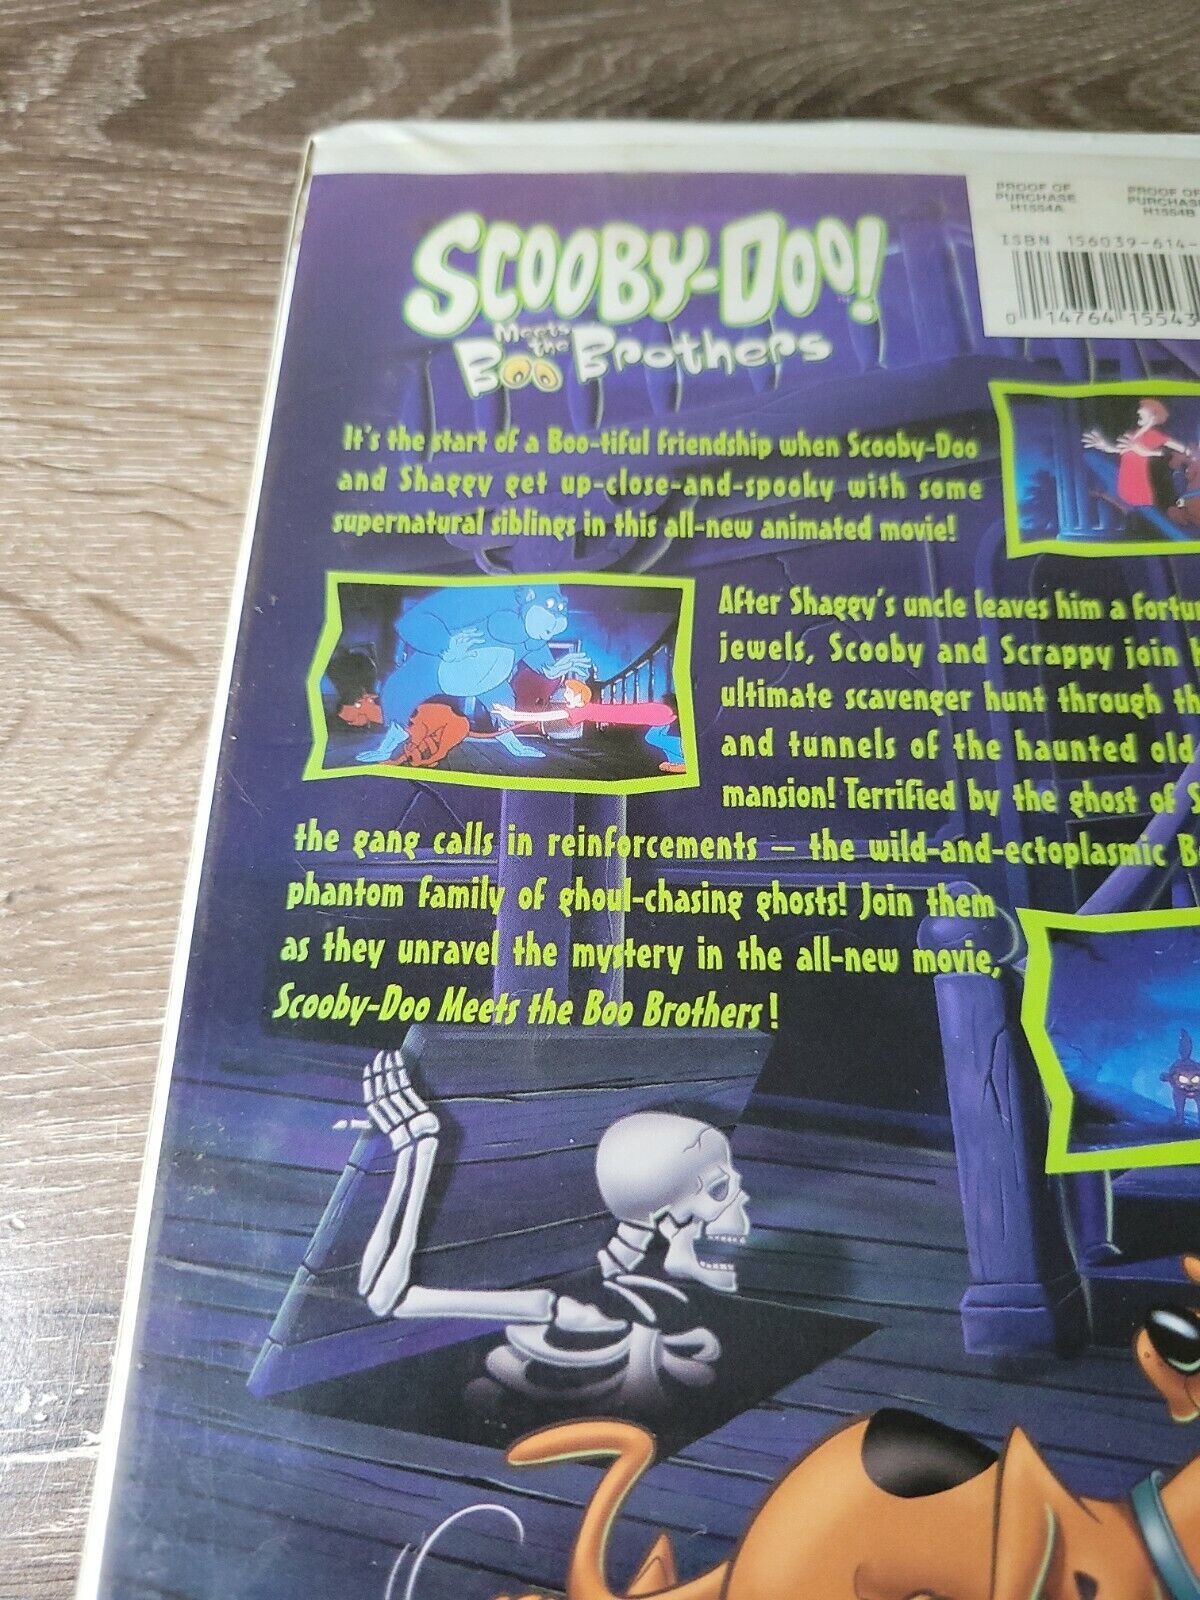 PROOF OF
PURCHASE
H1554A
PROOF OF
PURCHASE
H1554B
ISBN 156039-614-
0 14764 15543
SCOOBY-DOO!
Meets
the
Boo Brothers
It's the start of a Boo-tiful friendship when Scooby-Doo
and Shaggy get up-close-and-spooky with some
supernatural siblings in this all-new animated movie!
After Shaggy's uncle leaves him a
jewels, Scooby and Scrappy join
ultimate scavenger hunt through
and tunnels of the haunted old
mansion! Terrified by the ghost of
the gang calls in reinforcements – the wild-and-ectoplasmic
phantom family of ghoul-chasing ghosts! Join them
as they unravel the mystery in the all-new movie,
Scooby-Doo Meets the Boo Brothers!